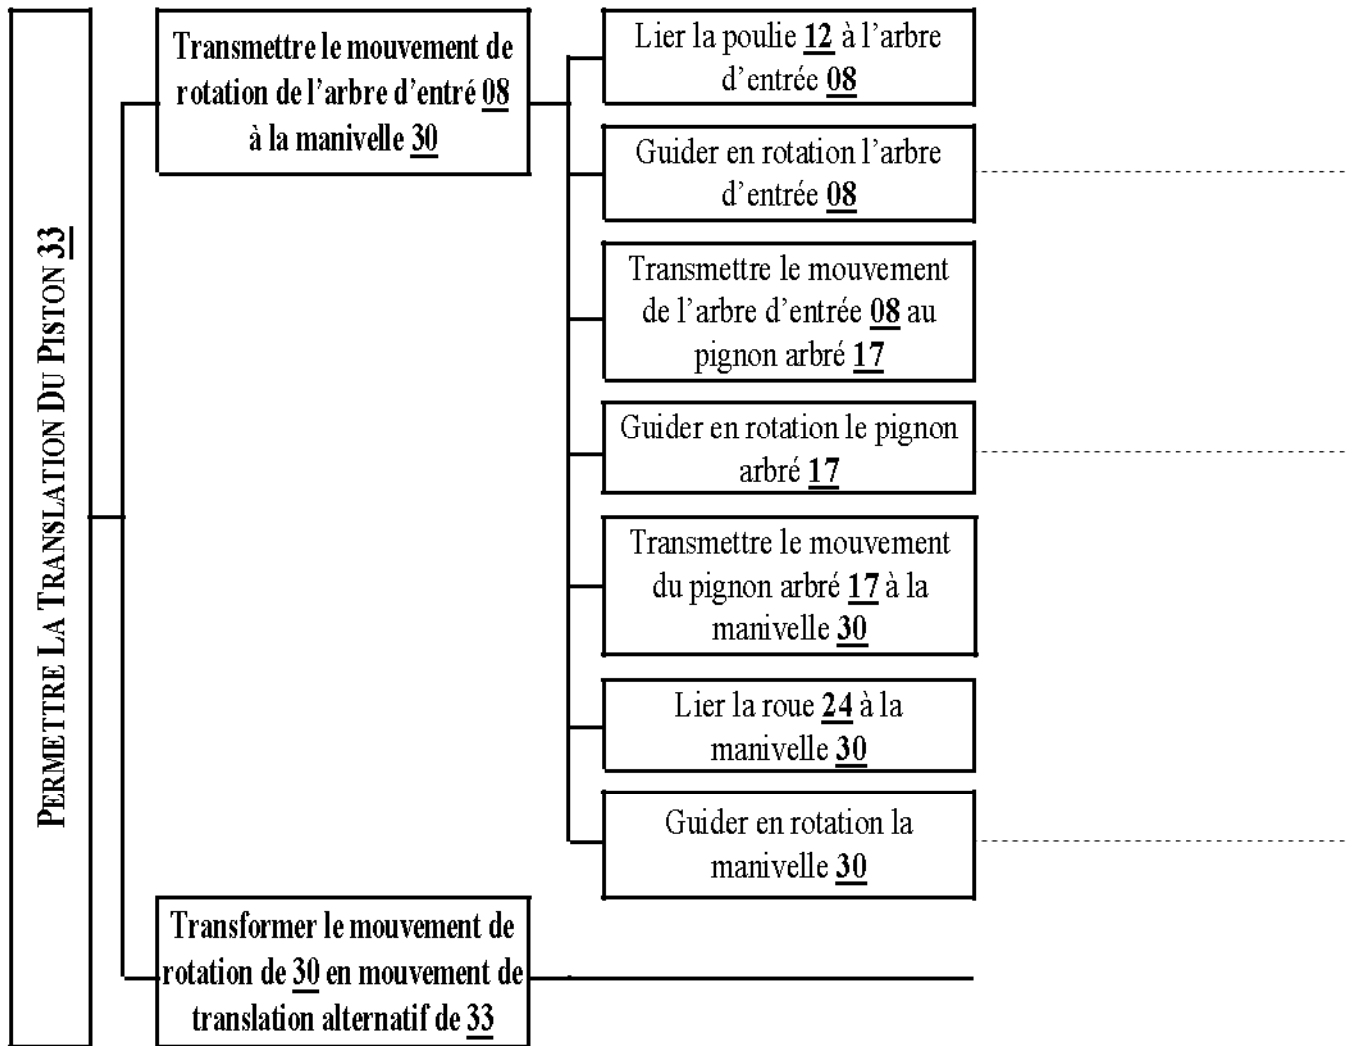 PERMETTRE LA TRANSLATION DU PISTON 33
Transmettre le mouvement de
rotation de l’arbre d’entré 08
à la manivelle 30
Lier la poulie 12 à l’arbre
d’entrée 08
Guider en rotation l’arbre
d’entrée 08
Transmettre le mouvement
de l’arbre d’entrée 08 au
pignon arbré 17
Guider en rotation le pignon
arbré 17
Transmettre le mouvement
du pignon arbré 17 à la
manivelle 30
Lier la roue 24 à la
manivelle 30
Guider en rotation la
manivelle 30
Transformer le mouvement de
rotation de 30 en mouvement de
translation alternatif de 33